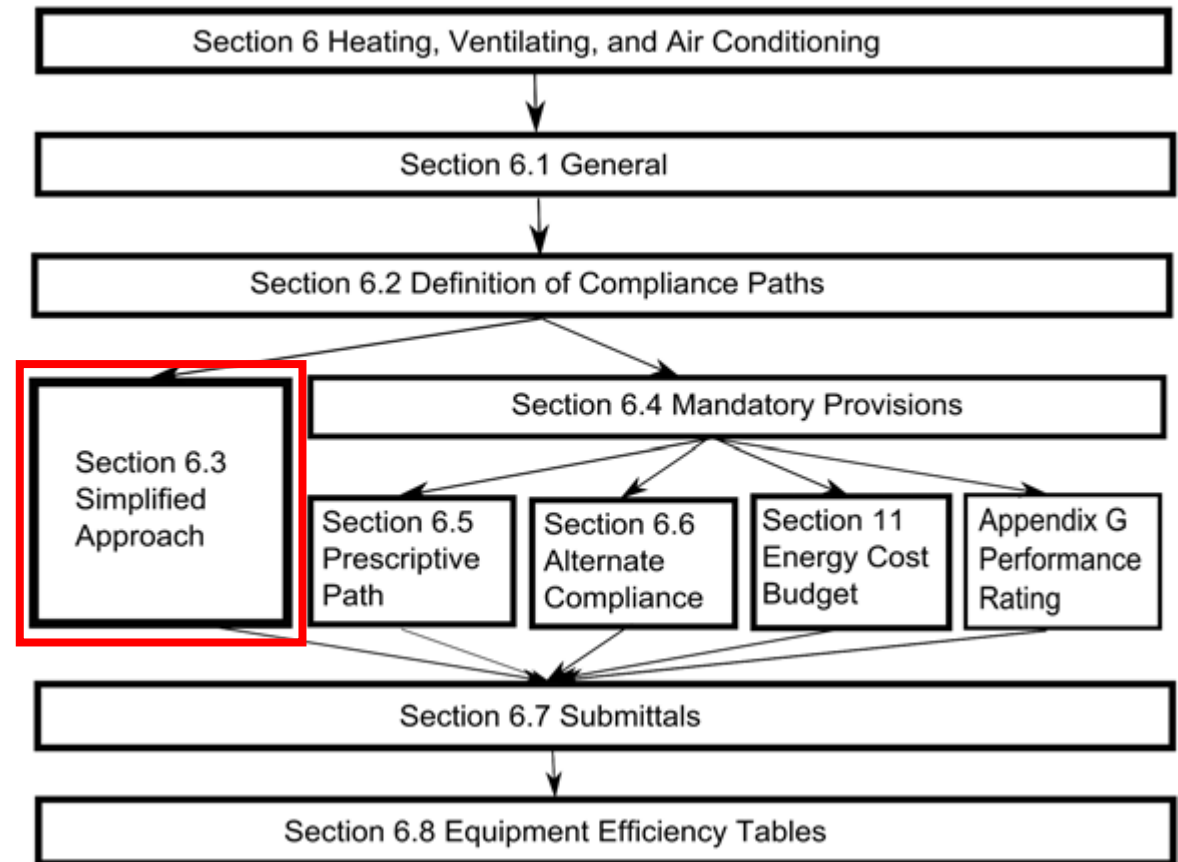 Section 6 Heating, Ventilating, and Air Conditioning
Section 6.1 General
Section 6.2 Definition of Compliance Paths
Section 6.3
Simplified
Approach
Section 6.4 Mandatory Provisions
Section 6.5
Prescriptive
Path
Section 6.6
Alternate
Compliance
Section 11
Energy Cost
Budget
Appendix G
Performance
Rating
Section 6.7 Submittals
Section 6.8 Equipment Efficiency Tables